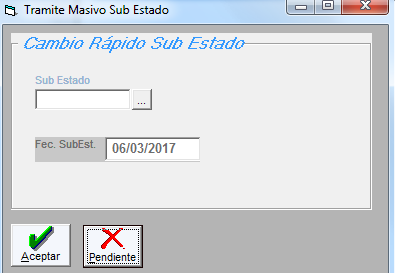 Tramite Masivo Sub Estado
Cambio Rápido Sub Estado
Sub Estado
...
Fec. SubEst. 06/03/2017
Aceptar Pendiente